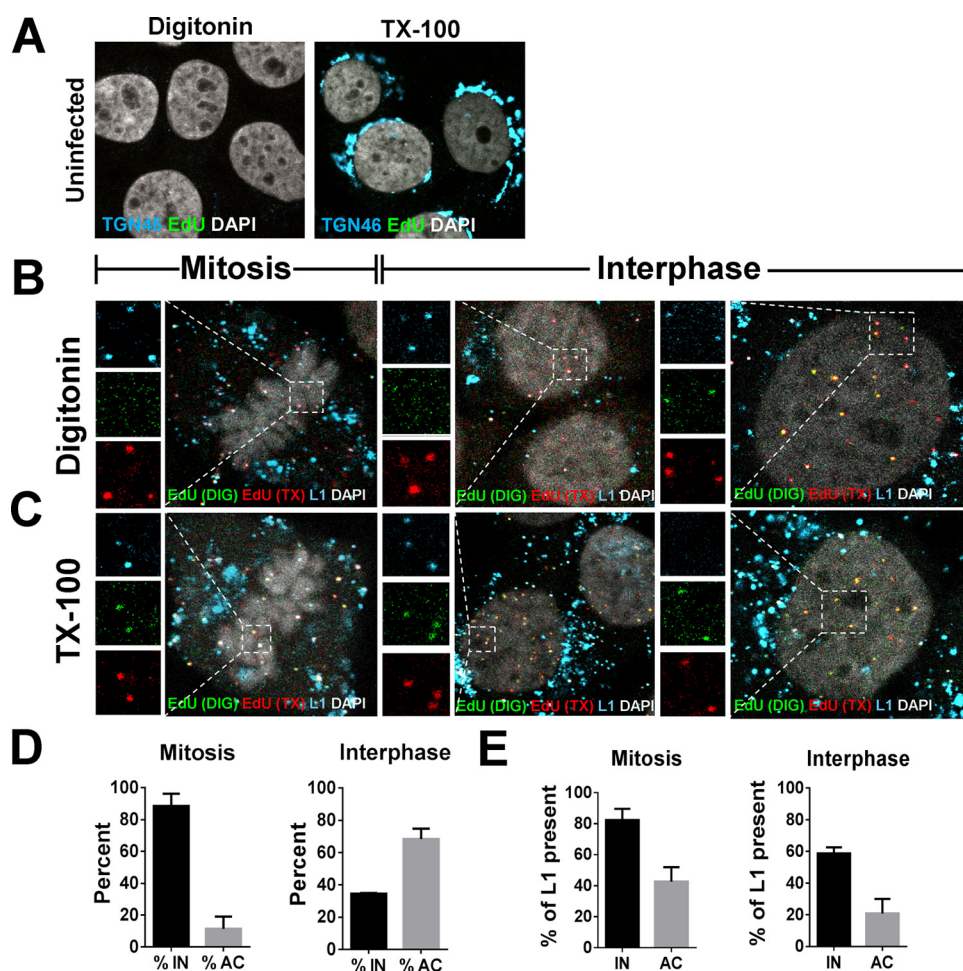 A
Digitonin
TX-100
Uninfected
TGN46 EdU DAPI
TGN46 EdU DAPI
B
Mitosis
Interphase
Digitonin
EdU (DIG) EdU (TX) L1 DAPI
EdU (DIG) EdU (TX) L1 DAPI
EdU (DIG) EdU (TX) L1 DAPI
C
TX-100
EdU (DIG) EdU (TX) L1 DAPI
EdU (DIG) EdU (TX) L1 DAPI
EdU (DIG) EdU (TX) L1 DAPI
D
Mitosis
Percent
100
80
60
40
20
0
% IN % AC
Interphase
Percent
100
80
60
40
20
0
% IN % AC
E
Mitosis
% of L1 present
100
80
60
40
20
0
IN AC
Interphase
% of L1 present
80
60
40
20
0
IN AC